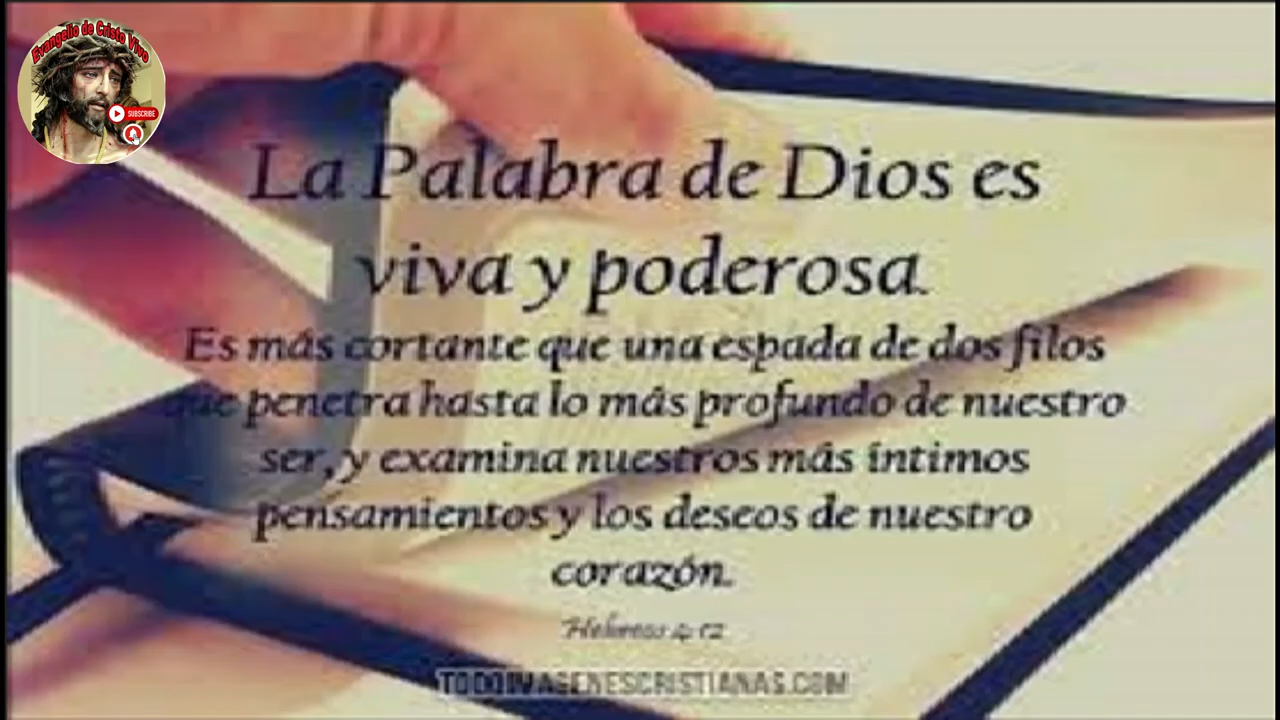 Evangelio de Cristo Vivo
SUBSCRIBE
La Palabra de Dios es
viva y poderosa.
Es más cortante que una espada de dos filos
que penetra hasta lo más profundo de nuestro
ser, y examina nuestros más íntimos
pensamientos y los deseos de nuestro
corazón.
Hebreos 4:12
TODOIMAGENESCRISTIANAS.COM